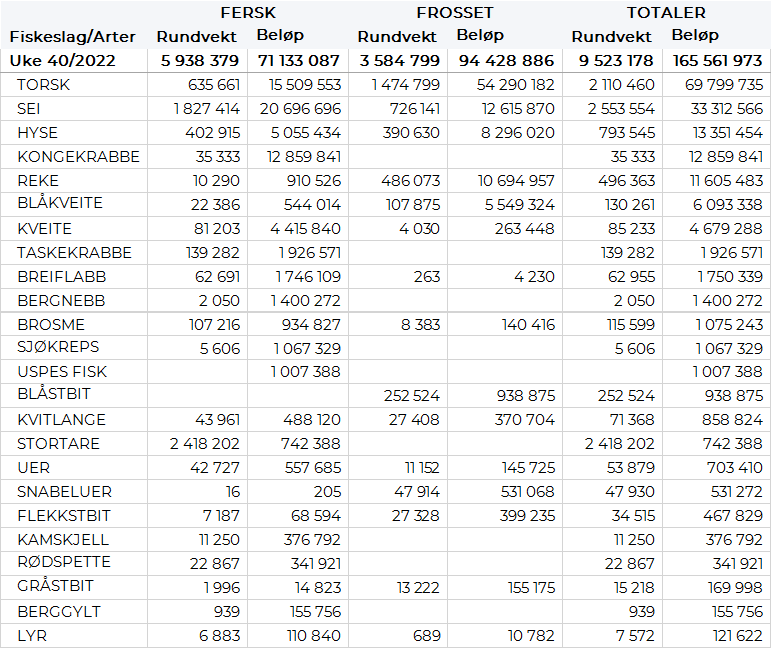 FERSK FROSSET TOTALER
Fiskeslag/Arter Rundvekt Beløp Rundvekt Beløp Rundvekt Beløp
Uke 40/2022 5 938 379 71 133 087 3 584 799 94 428 886 9 523 178 165 561 973
TORSK 635 661 15 509 553 1 474 799 54 290 182 2 110 460 69 799 735
SEI 1 827 414 20 696 696 726 141 12 615 870 2 553 554 33 312 566
HYSE 402 915 5 055 434 390 630 8 296 020 793 545 13 351 454
KONGEKRABBE 35 333 12 859 841 35 333 12 859 841
REKE 10 290 910 526 486 073 10 694 957 496 363 11 605 483
BLÅKVEITE 22 386 544 014 107 875 5 549 324 130 261 6 093 338
KVEITE 81 203 4 415 840 4 030 263 448 85 233 4 679 288
TASKEKRABBE 139 282 1 926 571 139 282 1 926 571
BREIFLABB 62 691 1 746 109 263 4 230 62 955 1 750 339
BERGNEBB 2 050 1 400 272 2 050 1 400 272
BROSME 107 216 934 827 8 383 140 416 115 599 1 075 243
SJØKREPS 5 606 1 067 329 5 606 1 067 329
USPES FISK 1 007 388 1 007 388
BLÅSTBIT 252 524 938 875 252 524 938 875
KVITLANGE 43 961 488 120 27 408 370 704 71 368 858 824
STORTARE 2 418 202 742 388 2 418 202 742 388
UER 42 727 557 685 11 152 145 725 53 879 703 410
SNABELUER 16 205 47 914 531 068 47 930 531 272
FLEKKSTBIT 7 187 68 594 27 328 399 235 34 515 467 829
KAMSKJELL 11 250 376 792 11 250 376 792
RØDSPETTE 22 867 341 921 22 867 341 921
GRÅSTBIT 1 996 14 823 13 222 155 175 15 218 169 998
BERGGYLT 939 155 756 939 155 756
LYR 6 883 110 840 689 10 782 7 572 121 622